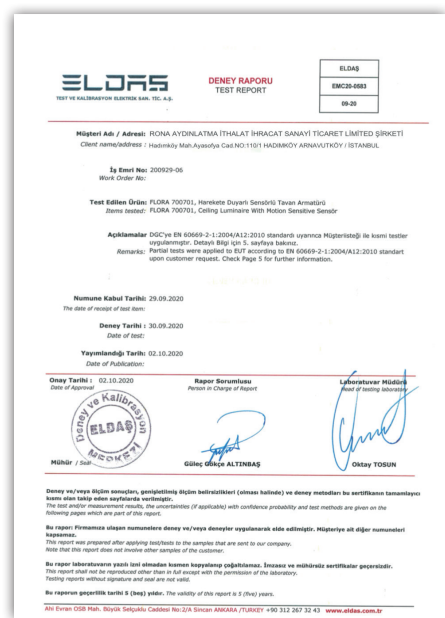 ELDAŞ
TEST VE KALİBRASYON ELEKTRİK SAN. TİC. A.Ş.
DENEY RAPORU
TEST REPORT
ELDAŞ
EMC20-0583
09-20
Müşteri Adı / Adresi: RONA AYDINLATMA İTHALAT İHRACAT SANAYİ TİCARET LİMİTED ŞİRKETİ
Client name/address : Hadımköy Mah.Ayasofya Cad.NO:110/1 HADIMKÖY ARNAVUTKÖY / İSTANBUL
İş Emri No: 200929-06
Work Order No:
Test Edilen Ürün: FLORA 700701, Harekete Duyarlı Sensörlü Tavan Armatürü
Items tested: FLORA 700701, Ceiling Luminaire With Motion Sensitive Sensör
Açıklamalar DGC'ye EN 60669-2-1:2004/A12:2010 standardı uyarınca Müşteriisteği ile kısmi testler
uygulanmıştır. Detaylı Bilgi için 5. sayfaya bakınız.
Remarks: Partial tests were applied to EUT according to EN 60669-2-1:2004/A12:2010 standart
upon customer request. Check Page 5 for further information.
Numune Kabul Tarihi: 29.09.2020
The date of receipt of test item:
Deney Tarihi : 30.09.2020
Date of test:
Yayımlandığı Tarih: 02.10.2020
Date of Publication:
Onay Tarihi : 02.10.2020
Date of Approval
Rapor Sorumlusu
Person in Charge of Report
Laboratuvar Müdürü
Head of testing laboratory
Deney ve Kalibrasyon
ELDAŞ
MERKEZİ
Mühür / Seal
Güleç Gökçe ALTINBAŞ
Oktay TOSUN
Deney ve/veya ölçüm sonuçları, genişletilmiş ölçüm belirsizlikleri (olması halinde) ve deney metodları bu sertifikanın tamamlayıcı
kısmı olan takip eden sayfalarda verilmiştir.
The test and/or measurement results, the uncertainties (if applicable) with confidence probability and test methods are given on the
following pages which are part of this report.
Bu rapor: Firmamıza ulaşan numunelere deney ve/veya deneyler uygulanarak elde edilmiştir. Müşteriye ait diğer numuneleri
kapsamaz.
This report was prepared after applying test/tests to the samples that are sent to our company.
Note that this report does not involve other samples of the customer.
Bu rapor laboratuvarın yazılı izni olmadan kısmen kopyalanıp çoğaltılamaz. İmzasız ve mühürsüz sertifikalar geçersizdir.
This report shall not be reproduced other than in full except with the permission of the laboratory.
Testing reports without signature and seal are not valid.
Bu raporun geçerlilik tarihi 5 (beş) yıldır. The validity of this report is 5 (five) years.
Ahi Evran OSB Mah. Büyük Selçuklu Caddesi No:2/A Sincan ANKARA /TURKEY +90 312 267 32 43 www.eldas.com.tr